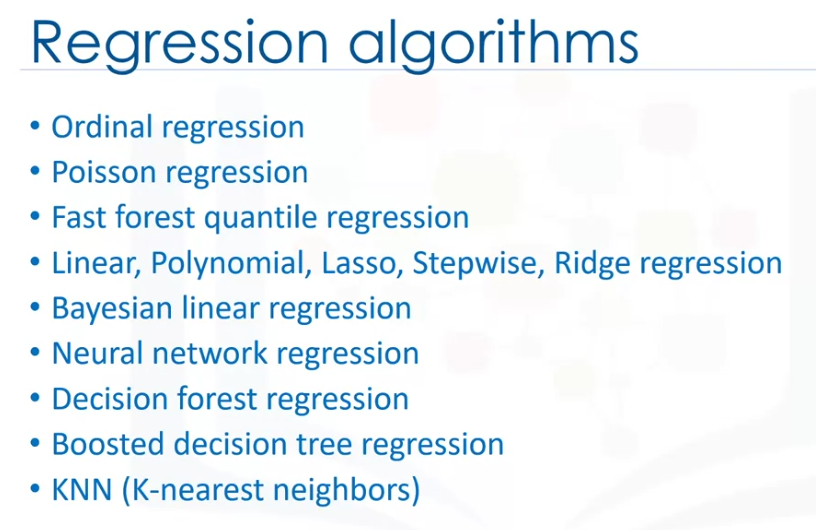 Regression algorithms
• Ordinal regression
• Poisson regression
• Fast forest quantile regression
• Linear, Polynomial, Lasso, Stepwise, Ridge regression
• Bayesian linear regression
• Neural network regression
• Decision forest regression
• Boosted decision tree regression
• KNN (K-nearest neighbors)